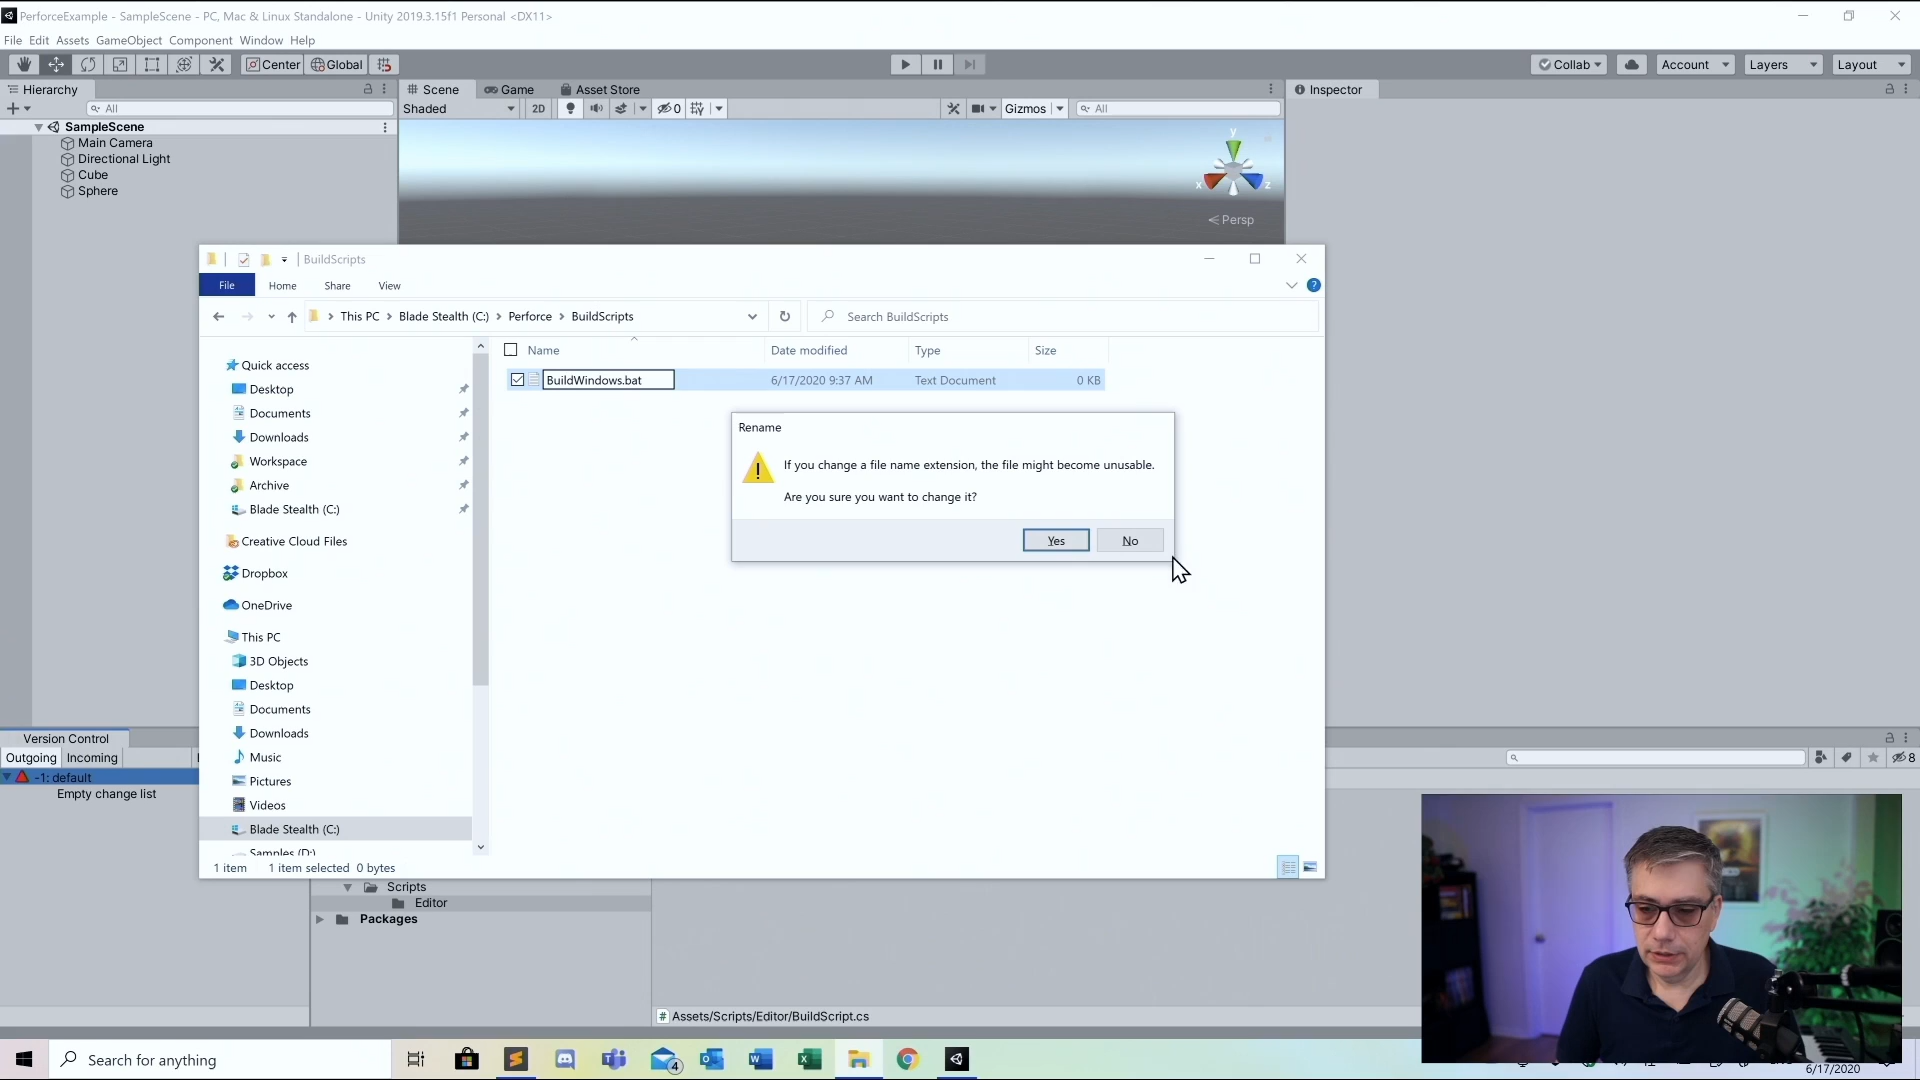 PerforceExample - SampleScene - PC, Mac & Linux Standalone - Unity 2019.3.15f1 Personal <DX11>
File Edit Assets GameObject Component Window Help
Center Global Collab Account Layers Layout
Hierarchy Scene Game Asset Store Inspector
All Shaded 2D 0 Gizmos All
SampleScene
Main Camera
Directional Light
Cube
Sphere
y
x z
Persp
BuildScripts
File Home Share View ?
This PC Blade Stealth (C:) Perforce BuildScripts Search BuildScripts
Name Date modified Type Size
BuildWindows.bat 6/17/2020 9:37 AM Text Document 0 KB
Quick access
Desktop
Documents
Downloads
Workspace
Archive
Blade Stealth (C:)
Creative Cloud Files
Dropbox
OneDrive
This PC
3D Objects
Desktop
Documents
Downloads
Music
Pictures
Videos
Blade Stealth (C:)
Samples (D:)
1 item 1 item selected 0 bytes
Rename
If you change a file name extension, the file might become unusable.
Are you sure you want to change it?
Yes No
Version Control
Outgoing Incoming
-1: default
Empty change list
8
Scripts
Editor
Packages
Assets/Scripts/Editor/BuildScript.cs
Search for anything
4
6/17/2020